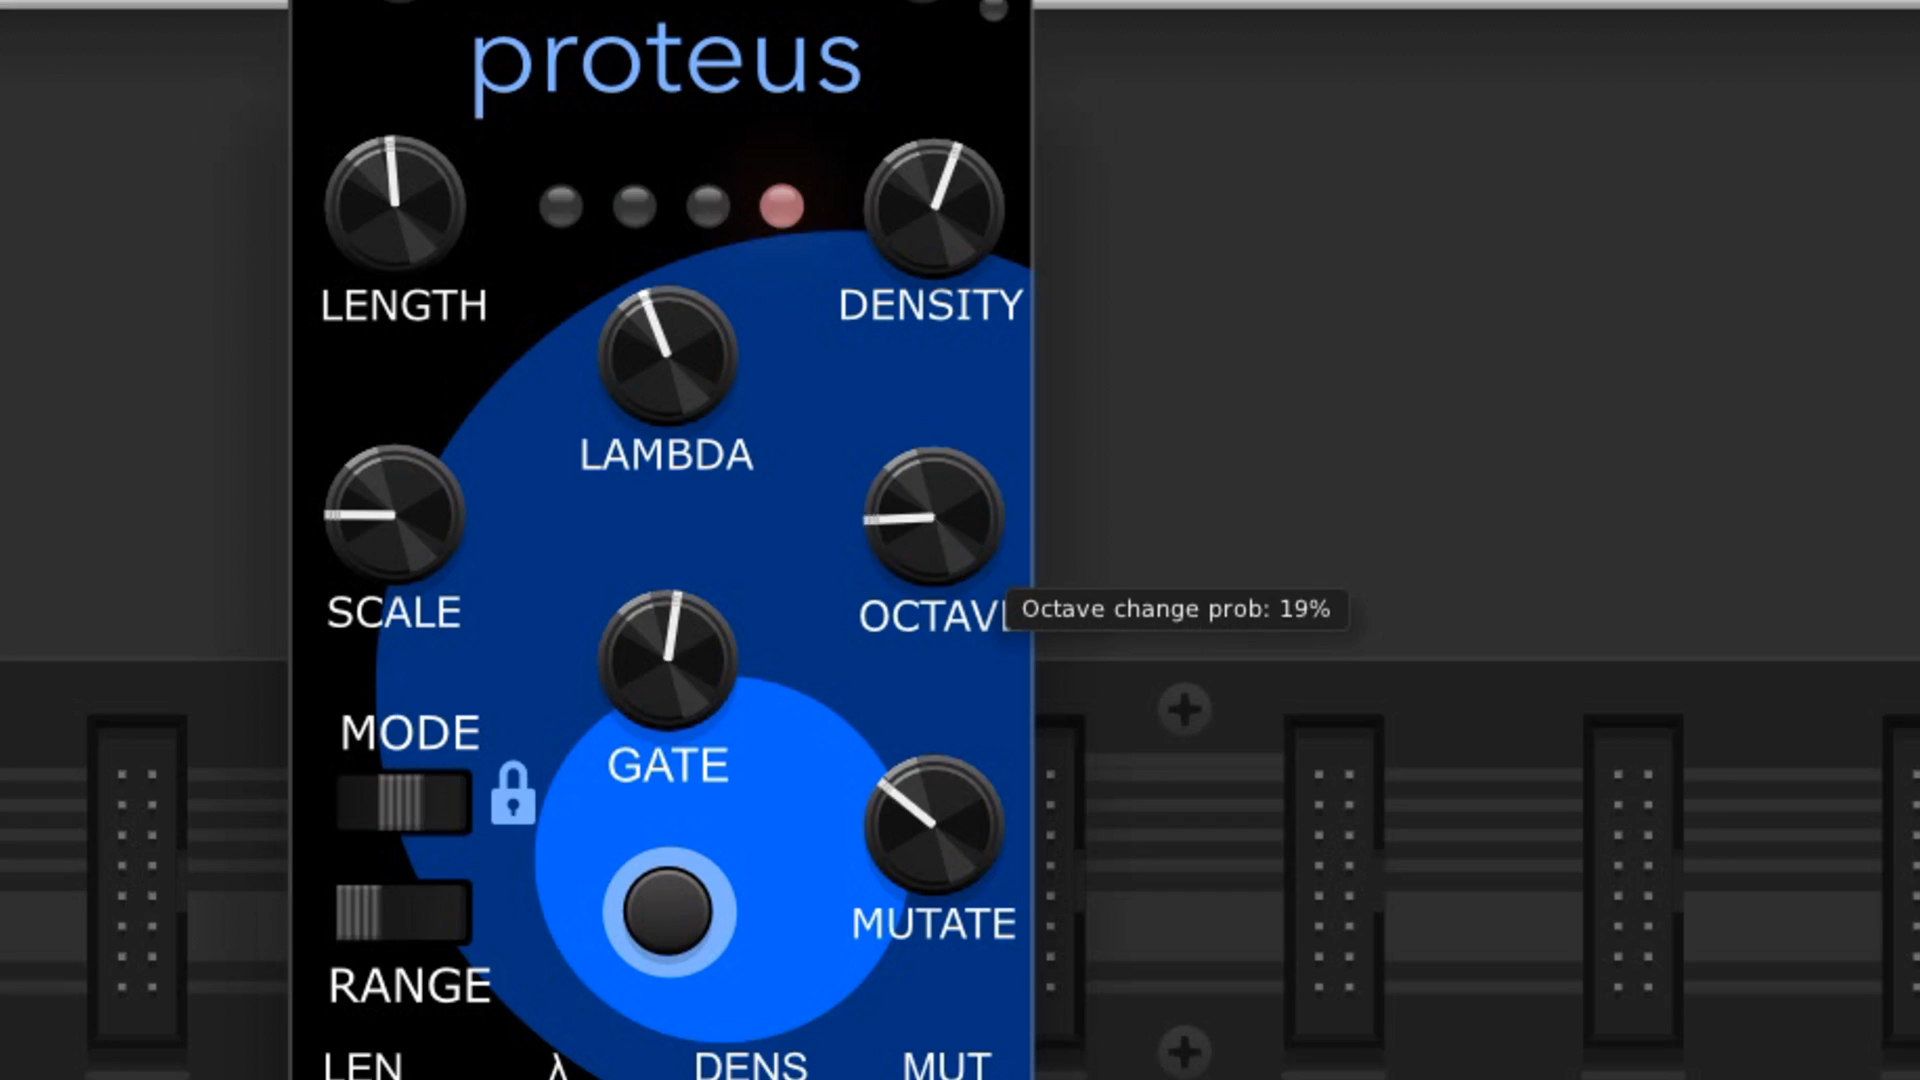 proteus
LENGTH
DENSITY
LAMBDA
SCALE
OCTAV
Octave change prob: 19%
MODE
GATE
MUTATE
RANGE
LEN λ DENS MUT